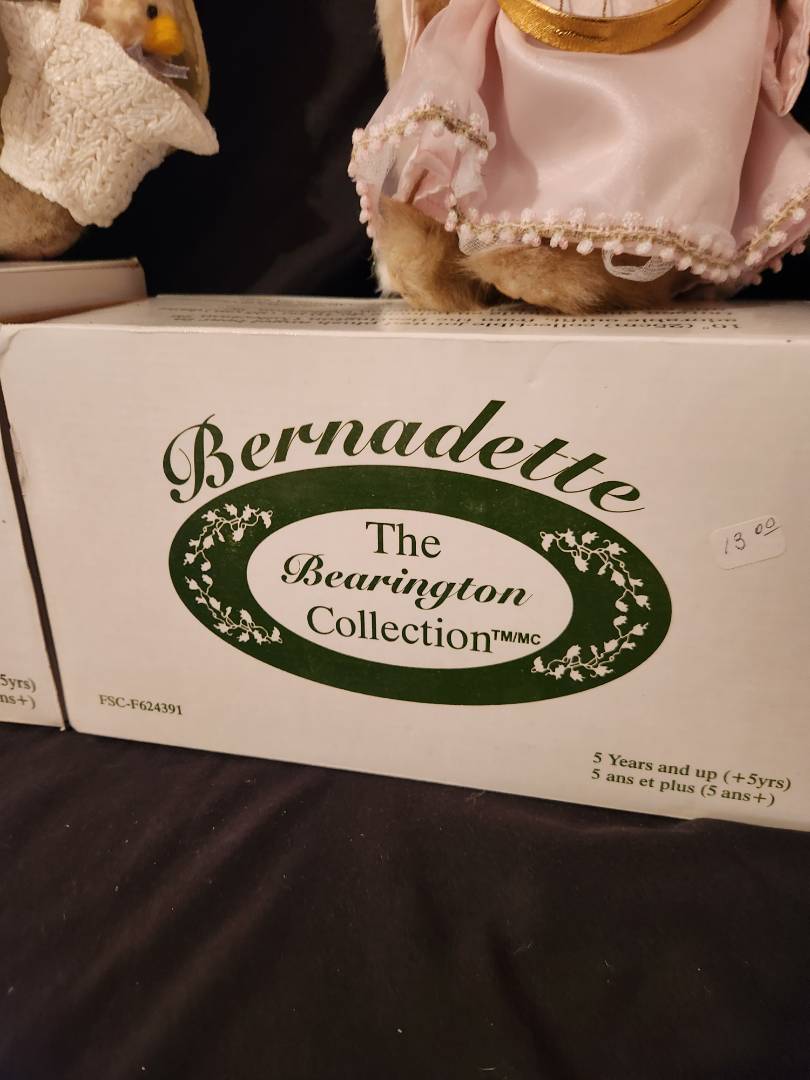 Bernadette
The
Bearington
Collection™/MC
13 00
FSC-F624391
5 Years and up (+5yrs)
5 ans et plus (5 ans+)
5yrs)
ns+)